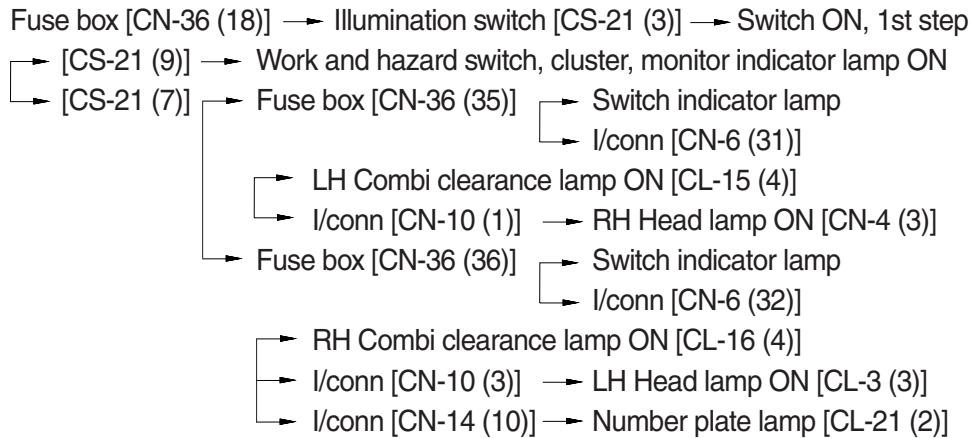 Fuse box [CN-36 (18)] → Illumination switch [CS-21 (3)] → Switch ON, 1st step
[CS-21 (9)] → Work and hazard switch, cluster, monitor indicator lamp ON
[CS-21 (7)] → Fuse box [CN-36 (35)] → Switch indicator lamp
→ I/conn [CN-6 (31)]
→ LH Combi clearance lamp ON [CL-15 (4)]
→ I/conn [CN-10 (1)] → RH Head lamp ON [CN-4 (3)]
→ Fuse box [CN-36 (36)] → Switch indicator lamp
→ I/conn [CN-6 (32)]
→ RH Combi clearance lamp ON [CL-16 (4)]
→ I/conn [CN-10 (3)] → LH Head lamp ON [CL-3 (3)]
→ I/conn [CN-14 (10)] → Number plate lamp [CL-21 (2)]